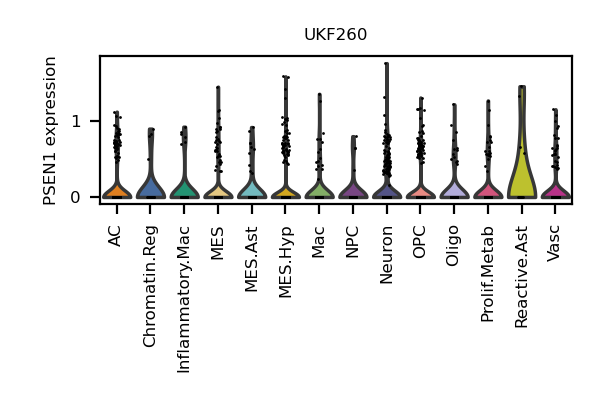 UKF260
PSEN1 expression
1
0
AC
Chromatin.Reg
Inflammatory.Mac
MES
MES.Ast
MES.Hyp
Mac
NPC
Neuron
OPC
Oligo
Prolif.Metab
Reactive.Ast
Vasc